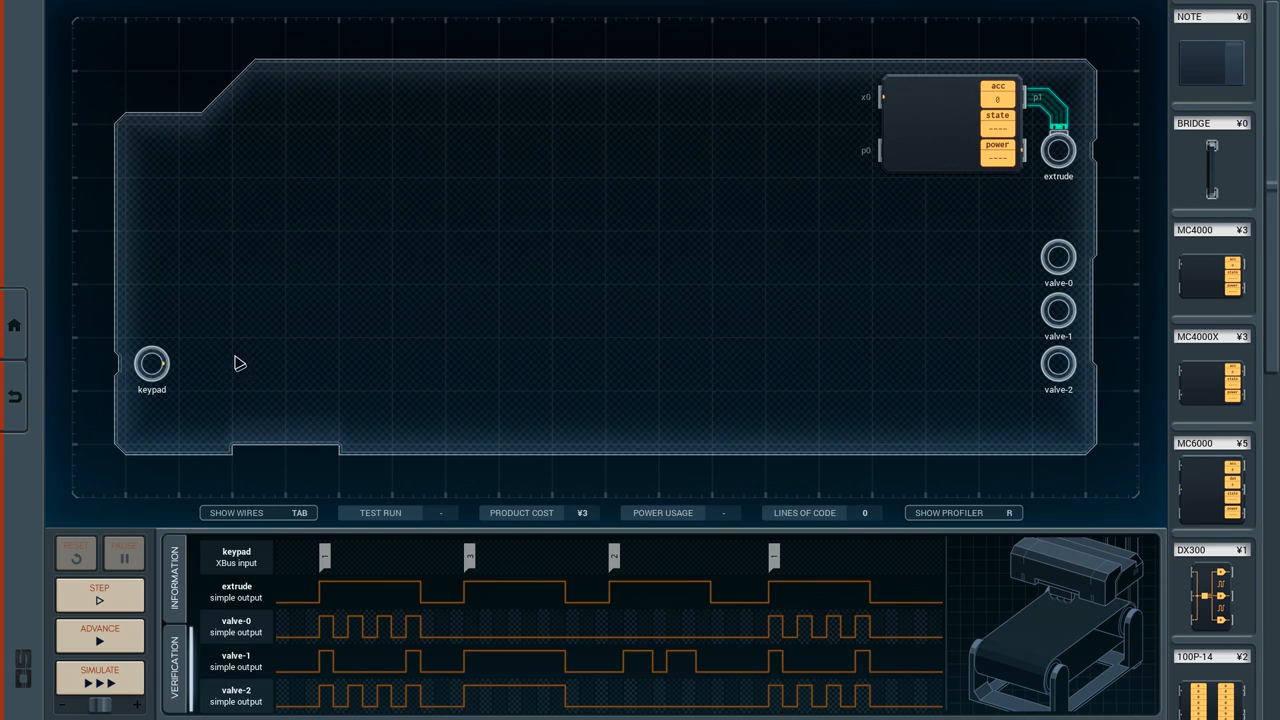 NOTE ¥0
BRIDGE ¥0
MC4000 ¥3
MC4000X ¥3
MC6000 ¥5
DX300 ¥1
100P-14 ¥2
x0
p0
acc
0
state
----
power
----
p1
extrude
valve-0
valve-1
valve-2
keypad
SHOW WIRES TAB
TEST RUN -
PRODUCT COST ¥3
POWER USAGE -
LINES OF CODE 0
SHOW PROFILER R
RESET
PAUSE
STEP
ADVANCE
SIMULATE
- +
INFORMATION
VERIFICATION
keypad
XBus input
1 3 2 1
extrude
simple output
valve-0
simple output
valve-1
simple output
valve-2
simple output